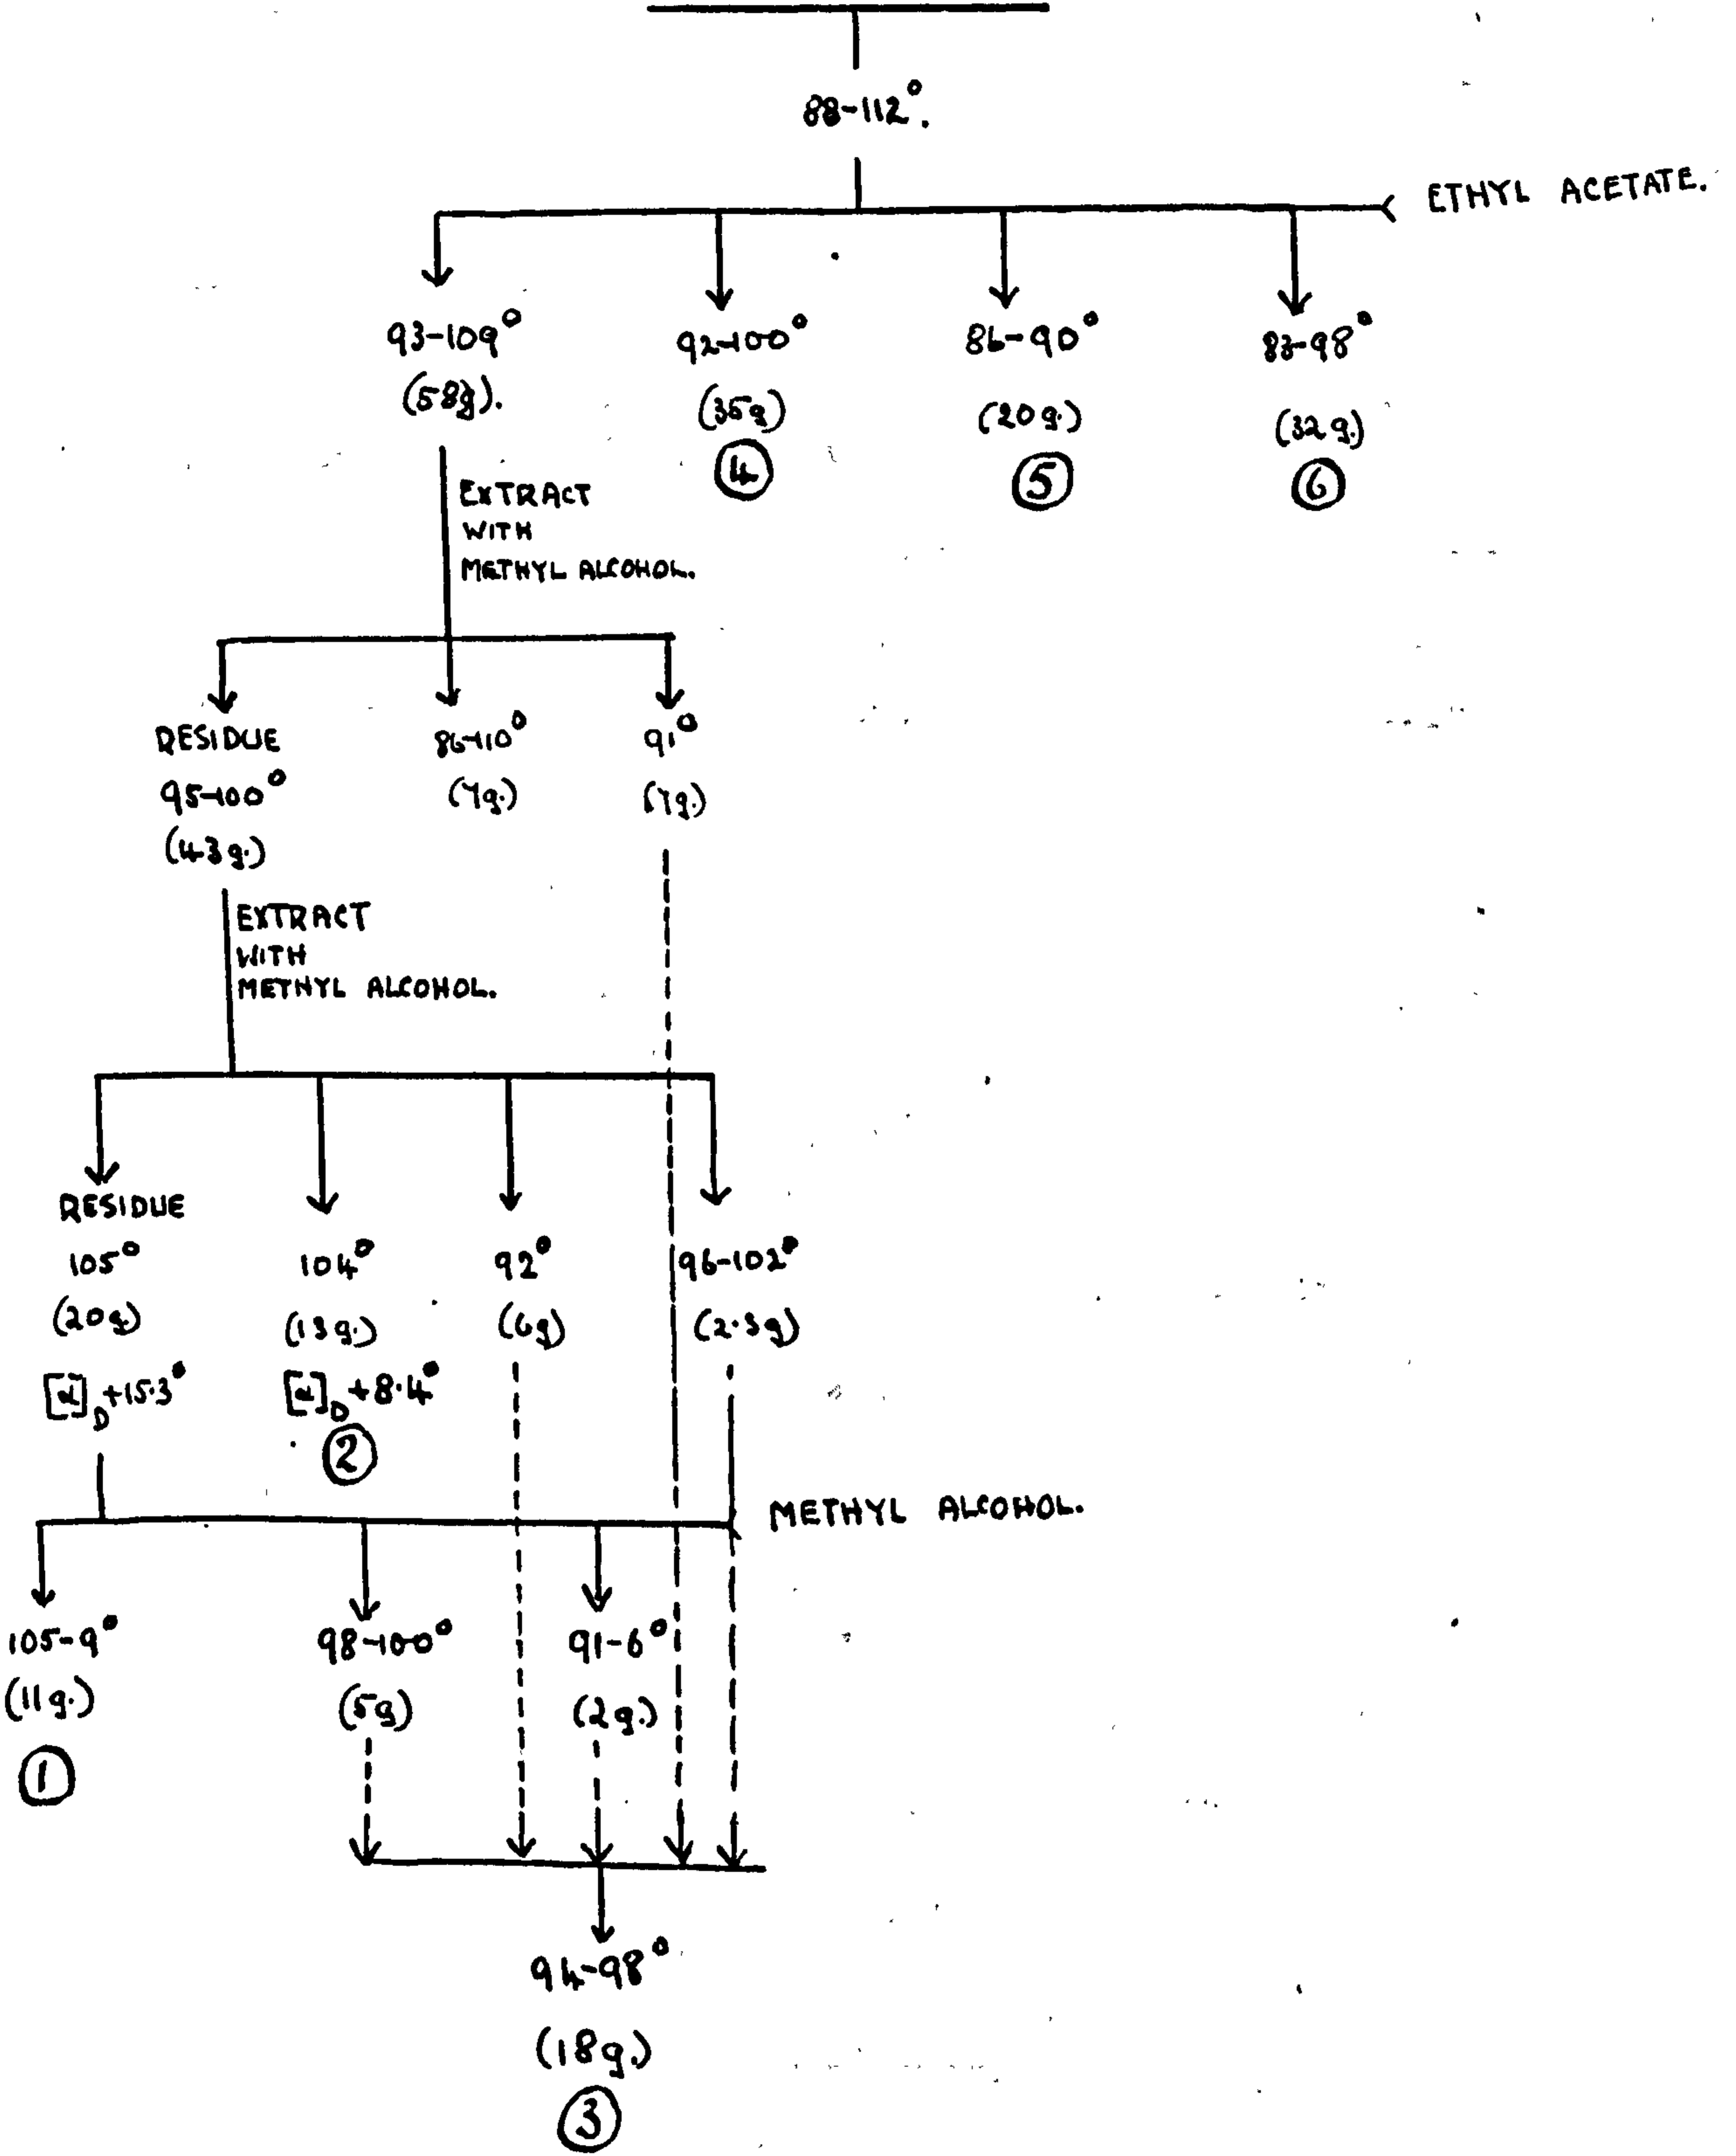 88-112°.
ETHYL ACETATE.
93-109°
92-100°
86-90°
83-98°
(58g).
(35g)
(20g.)
(32g.)
4
5
6
EXTRACT
WITH
METHYL ALCOHOL.
RESIDUE
86-110°
91°
95-100°
(7g.)
(7g.)
(43g.)
EXTRACT
WITH
METHYL ALCOHOL.
RESIDUE
105°
104°
92°
96-102°
(20g)
(13g.)
(6g)
(2.3g)
[α]D+15.3°
[α]D+8.4°
2
METHYL ALCOHOL.
105-9°
98-100°
91-6°
(11g.)
(5g)
(2g.)
1
94-98°
(18g.)
3